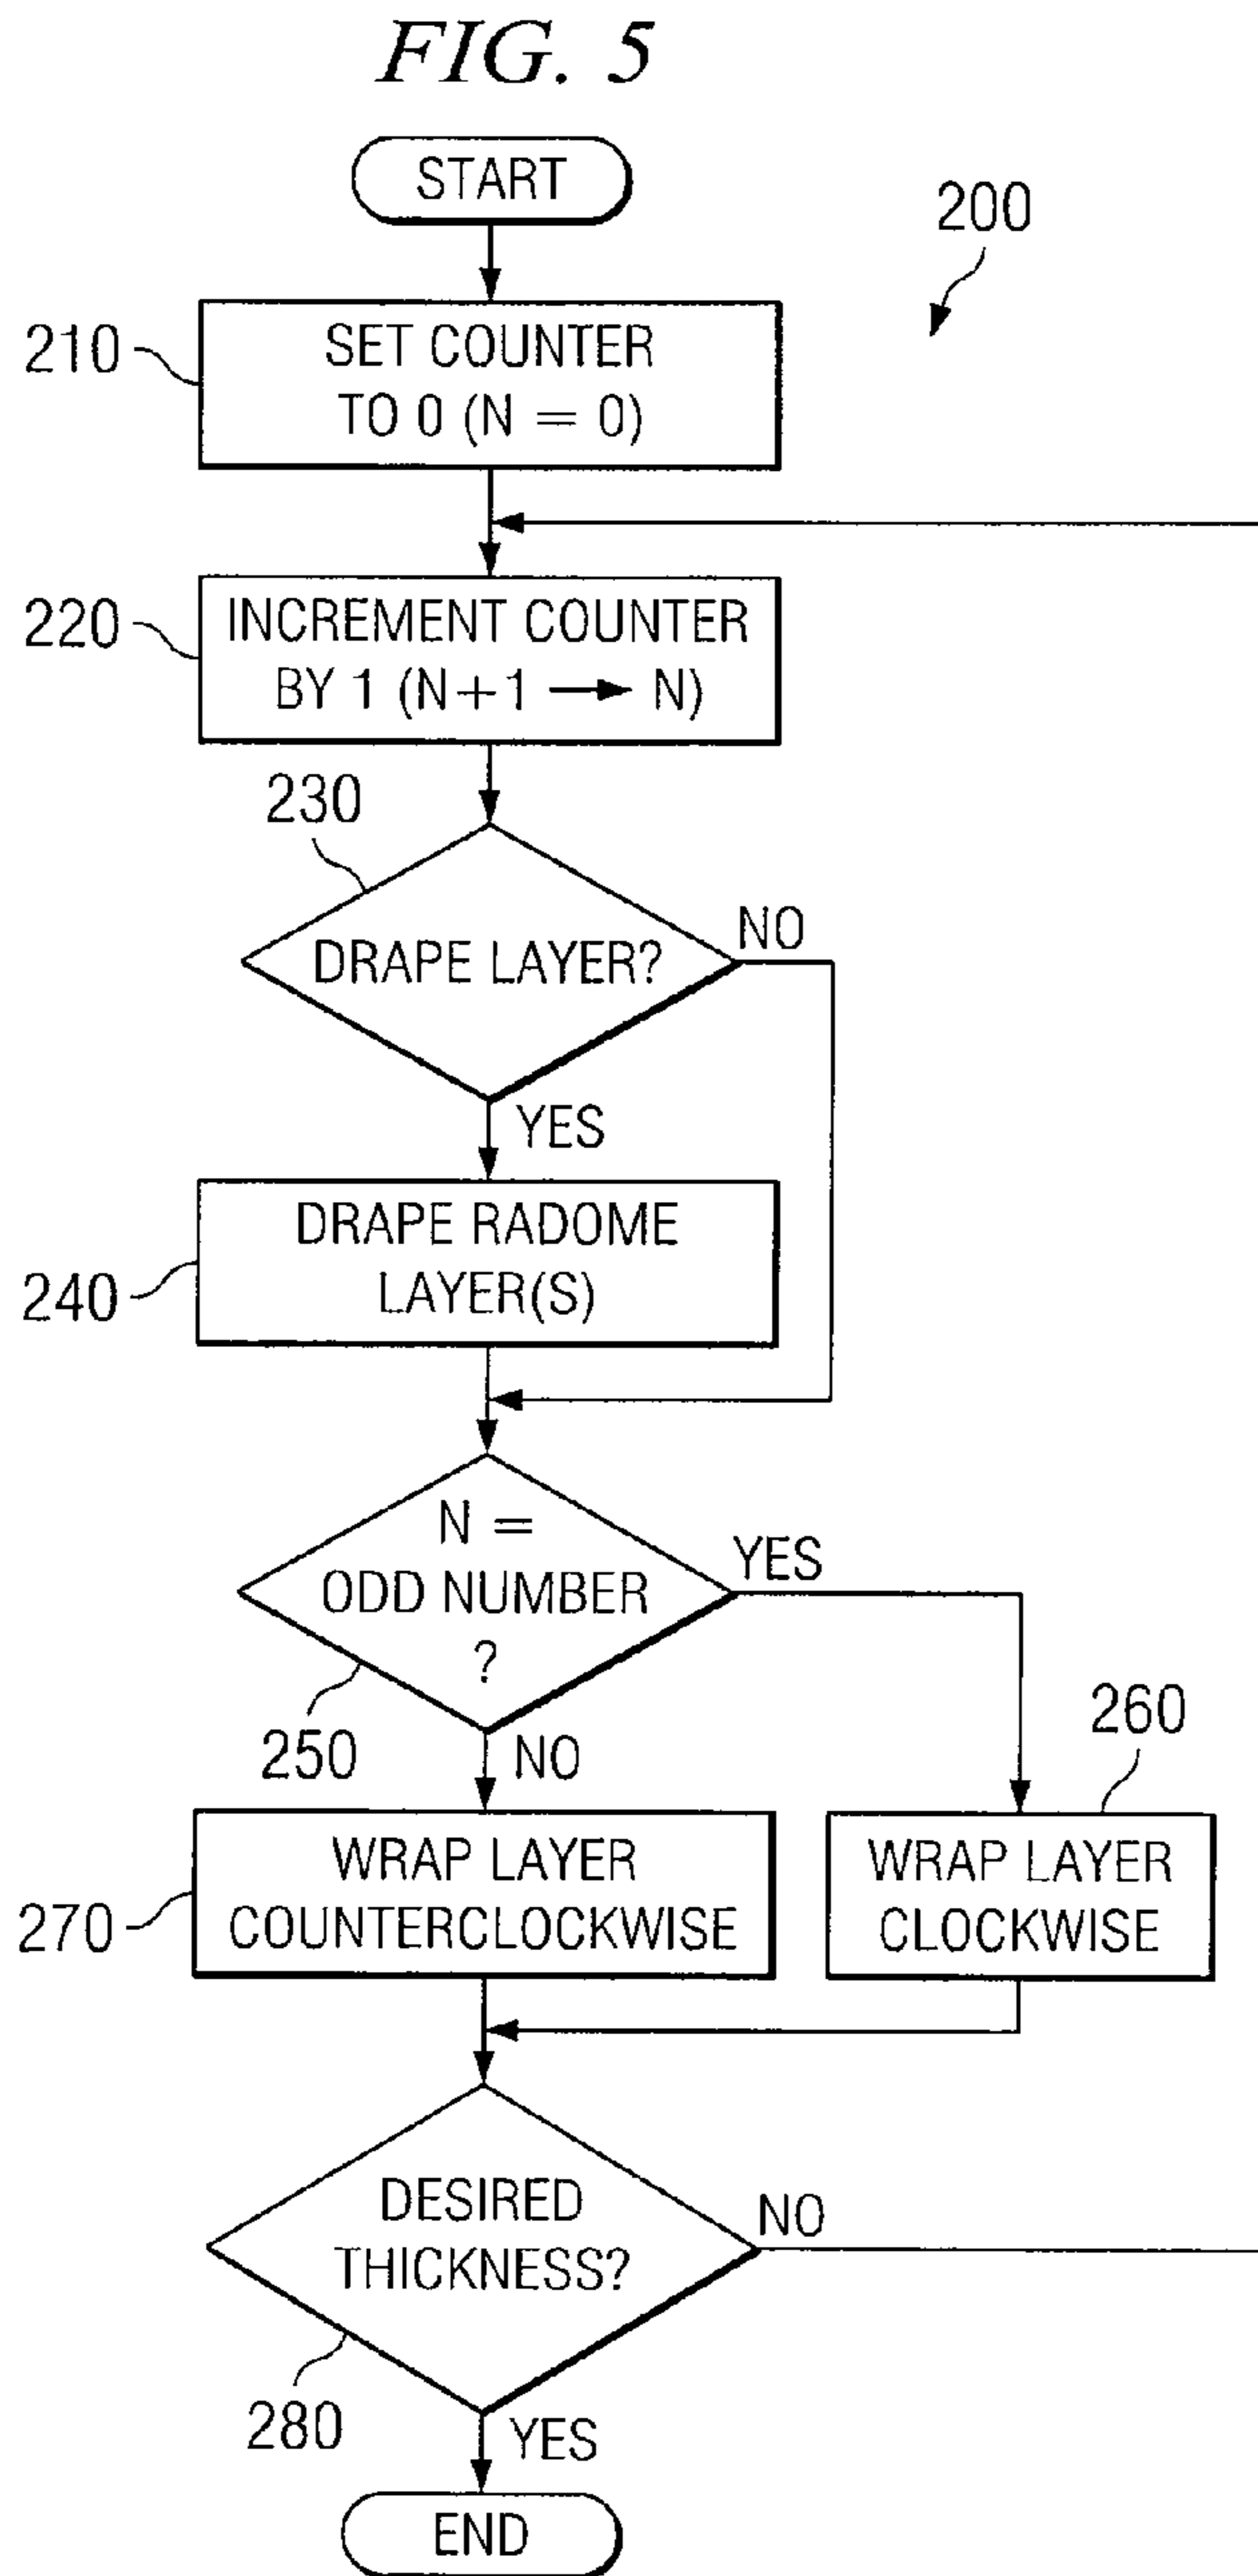 FIG. 5
START
200
210
SET COUNTER
TO 0 (N = 0)
220
INCREMENT COUNTER
BY 1 (N+1 → N)
230
DRAPE LAYER?
NO
YES
240
DRAPE RADOME
LAYER(S)
N =
ODD NUMBER
?
YES
250
NO
260
270
WRAP LAYER
COUNTERCLOCKWISE
WRAP LAYER
CLOCKWISE
DESIRED
THICKNESS?
NO
280
YES
END